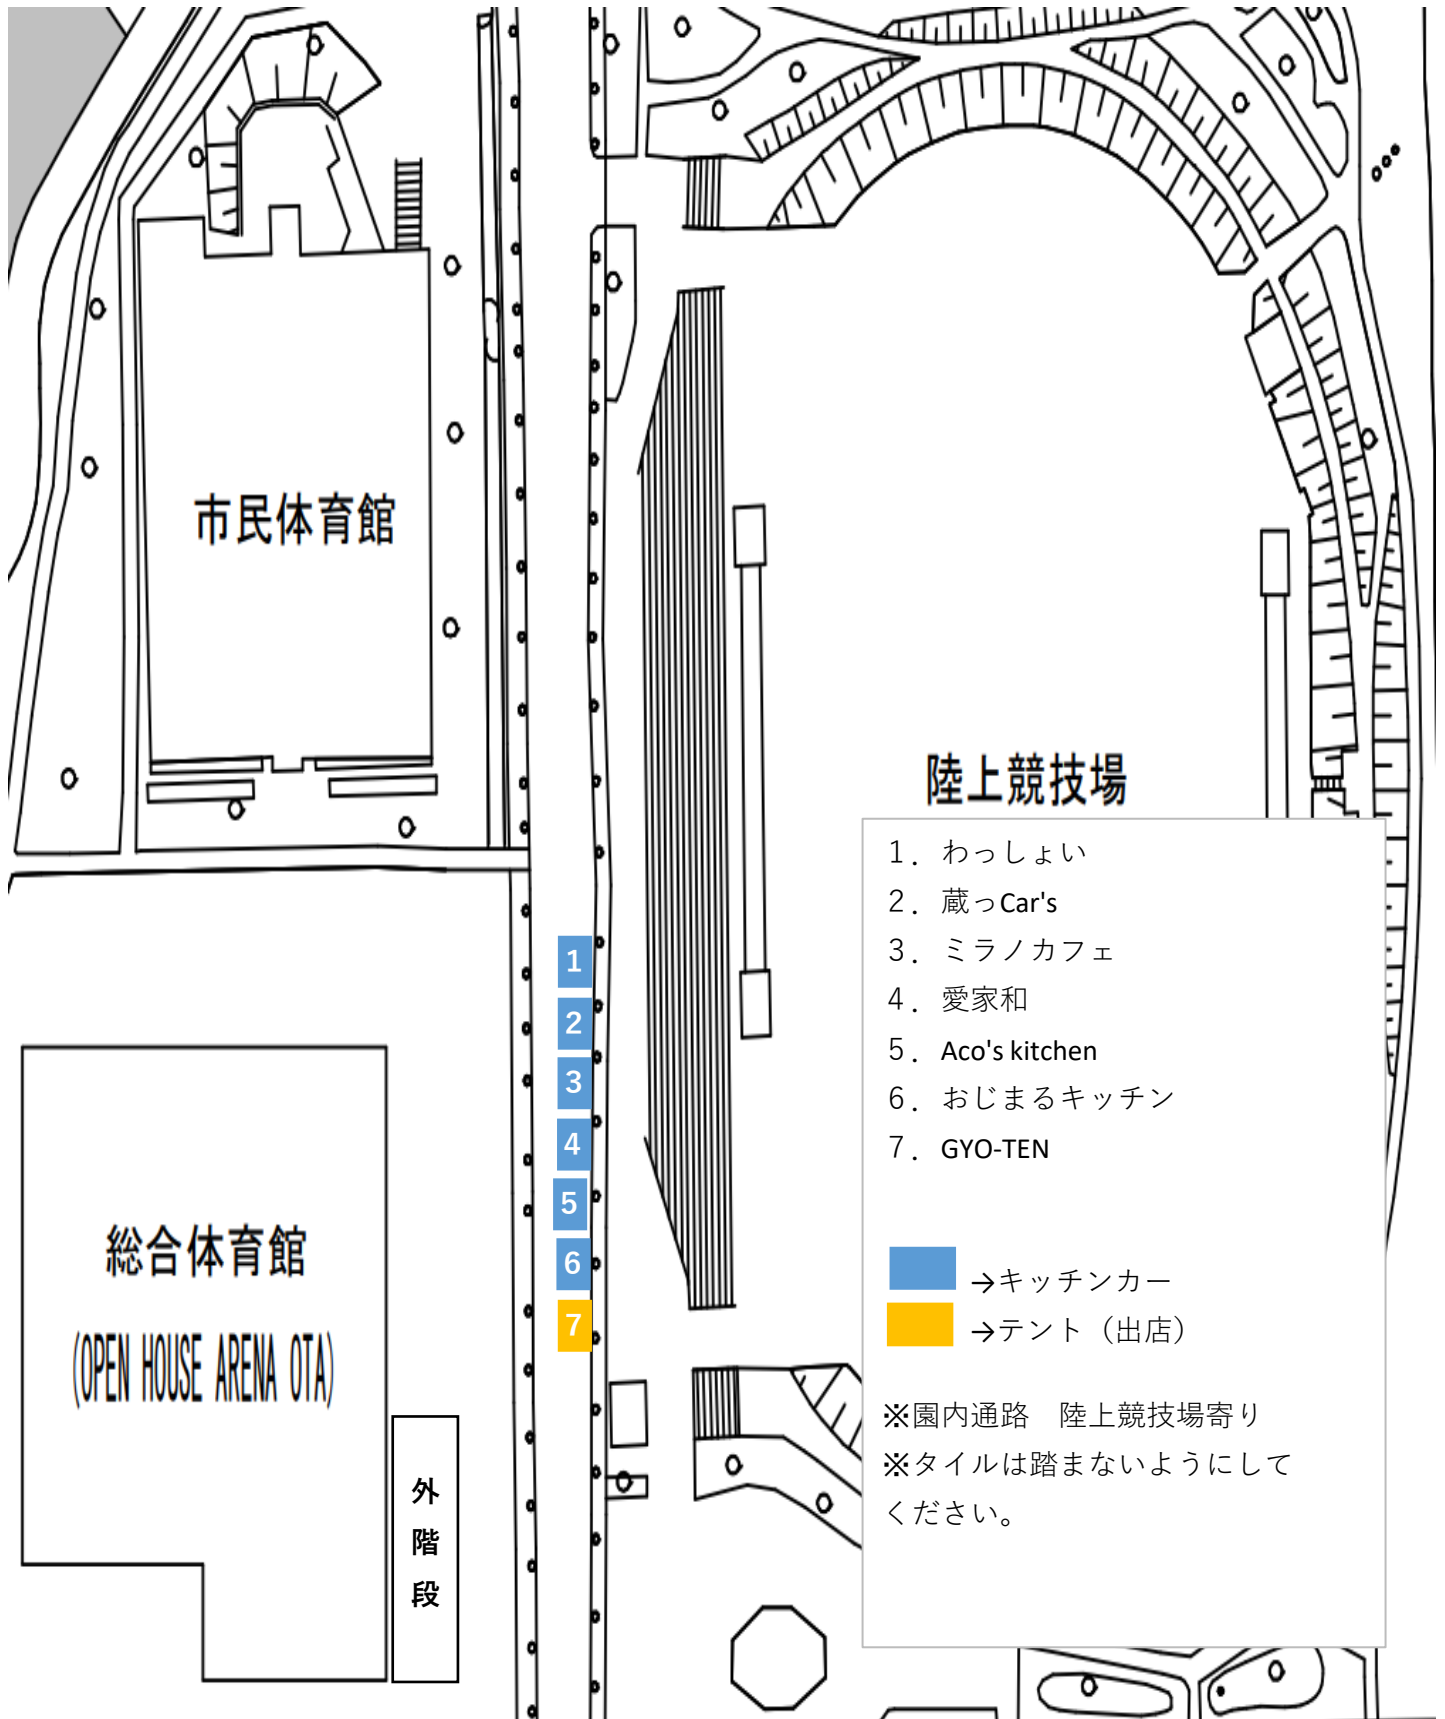 市民体育館
陸上競技場
1. わっしょい
2. 蔵っCar's
3. ミラノカフェ
4. 愛家和
5. Aco's kitchen
6. おじまるキッチン
7. GYO-TEN
→キッチンカー
→テント（出店）
※園内通路　陸上競技場寄り
※タイルは踏まないようにして
ください。
1
2
3
4
5
6
7
総合体育館
(OPEN HOUSE ARENA OTA)
外
階
段